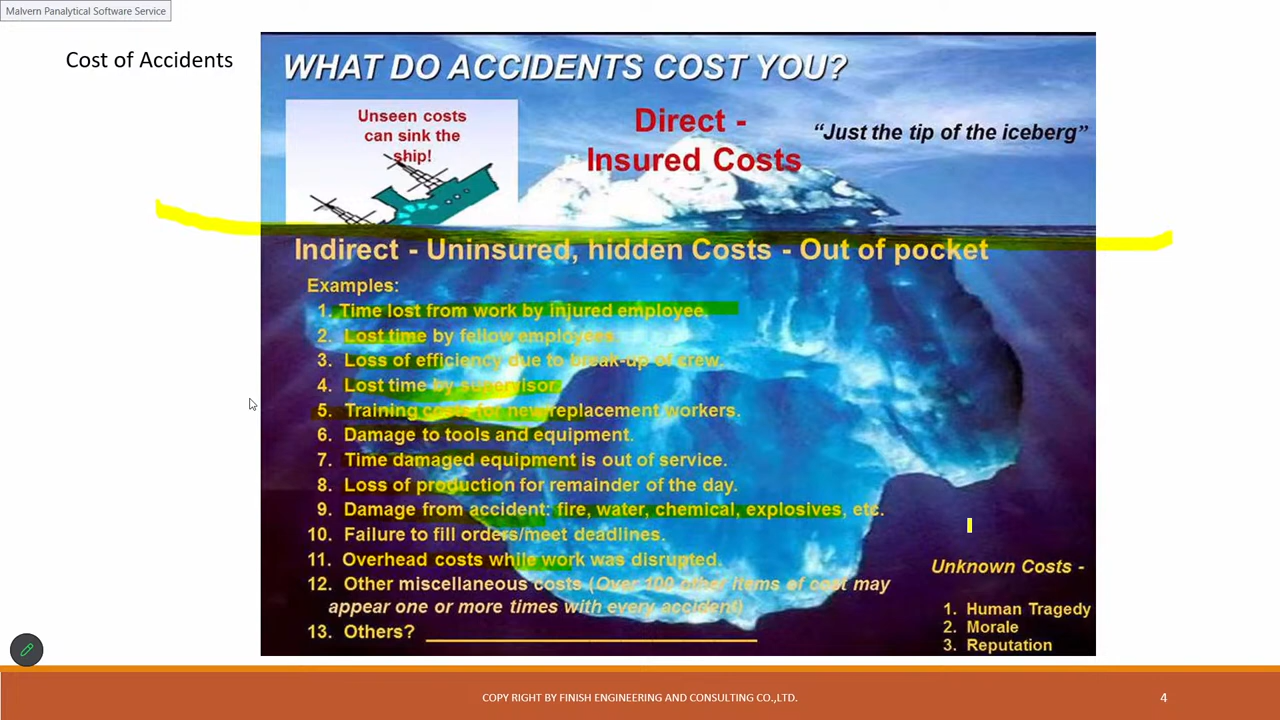 Malvern Panalytical Software Service
Cost of Accidents
WHAT DO ACCIDENTS COST YOU?
Unseen costs
can sink the
ship!
Direct -
Insured Costs
“Just the tip of the iceberg”
Indirect - Uninsured, hidden Costs - Out of pocket
Examples:
1. Time lost from work by injured employee.
2. Lost time by fellow employees.
3. Loss of efficiency due to break-up of crew.
4. Lost time by supervisor.
5. Training costs for new/replacement workers.
6. Damage to tools and equipment.
7. Time damaged equipment is out of service.
8. Loss of production for remainder of the day.
9. Damage from accident: fire, water, chemical, explosives, etc.
10. Failure to fill orders/meet deadlines.
11. Overhead costs while work was disrupted.
12. Other miscellaneous costs (Over 100 other items of cost may
appear one or more times with every accident)
13. Others?
Unknown Costs -
1. Human Tragedy
2. Morale
3. Reputation
COPY RIGHT BY FINISH ENGINEERING AND CONSULTING CO.,LTD.
4